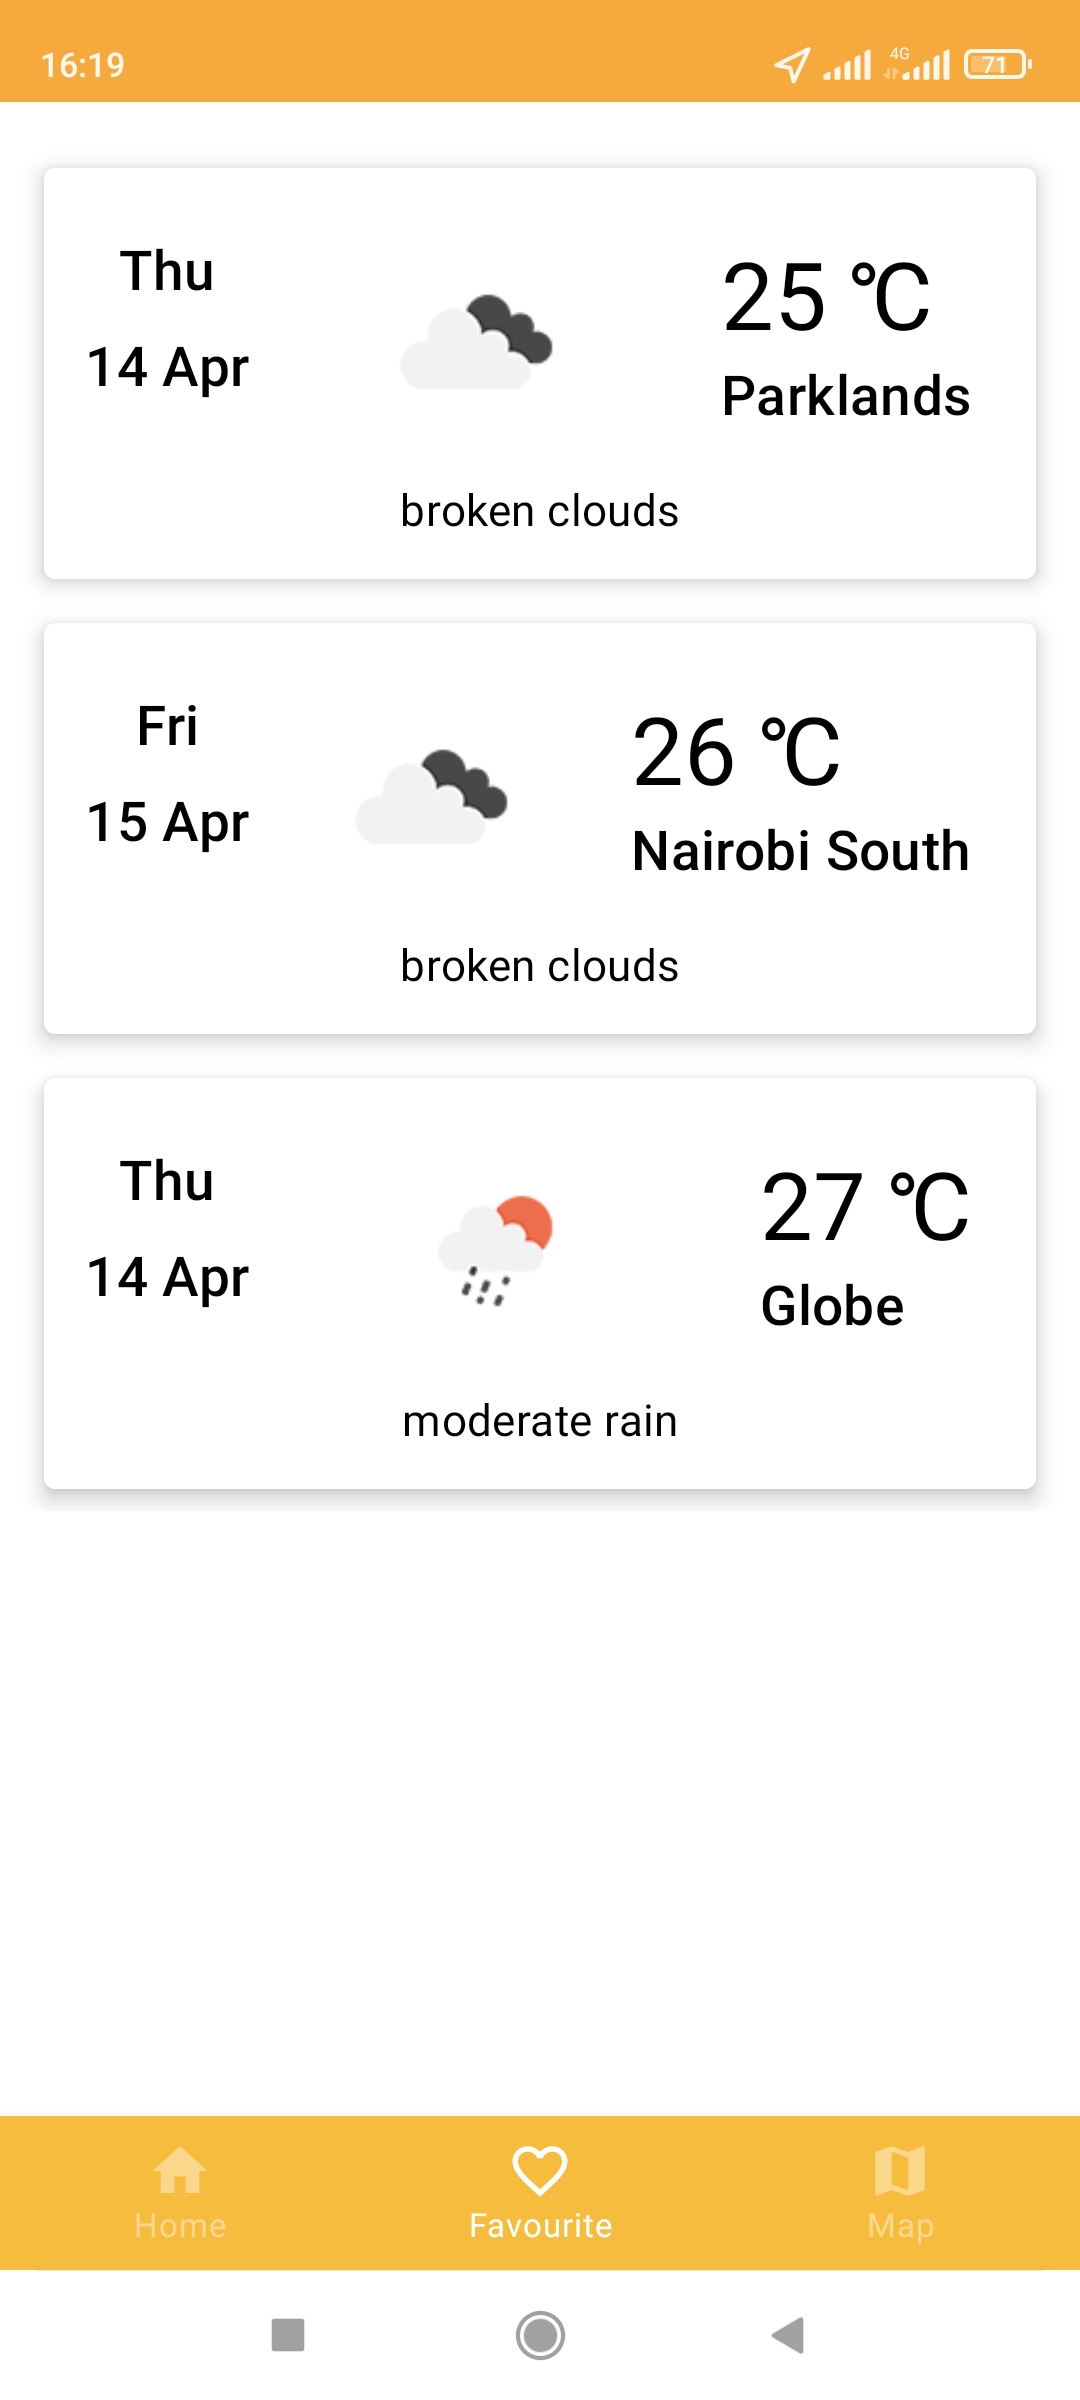 16:19
4G
71
Thu
14 Apr
25 ℃
Parklands
broken clouds
Fri
15 Apr
26 ℃
Nairobi South
broken clouds
Thu
14 Apr
27 ℃
Globe
moderate rain
Home
Favourite
Map